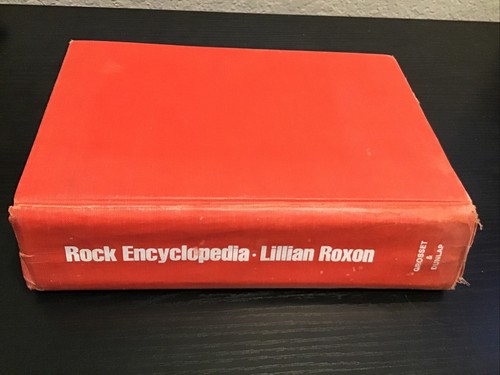 Rock Encyclopedia · Lillian Roxon
GROSSET
&
DUNLAP